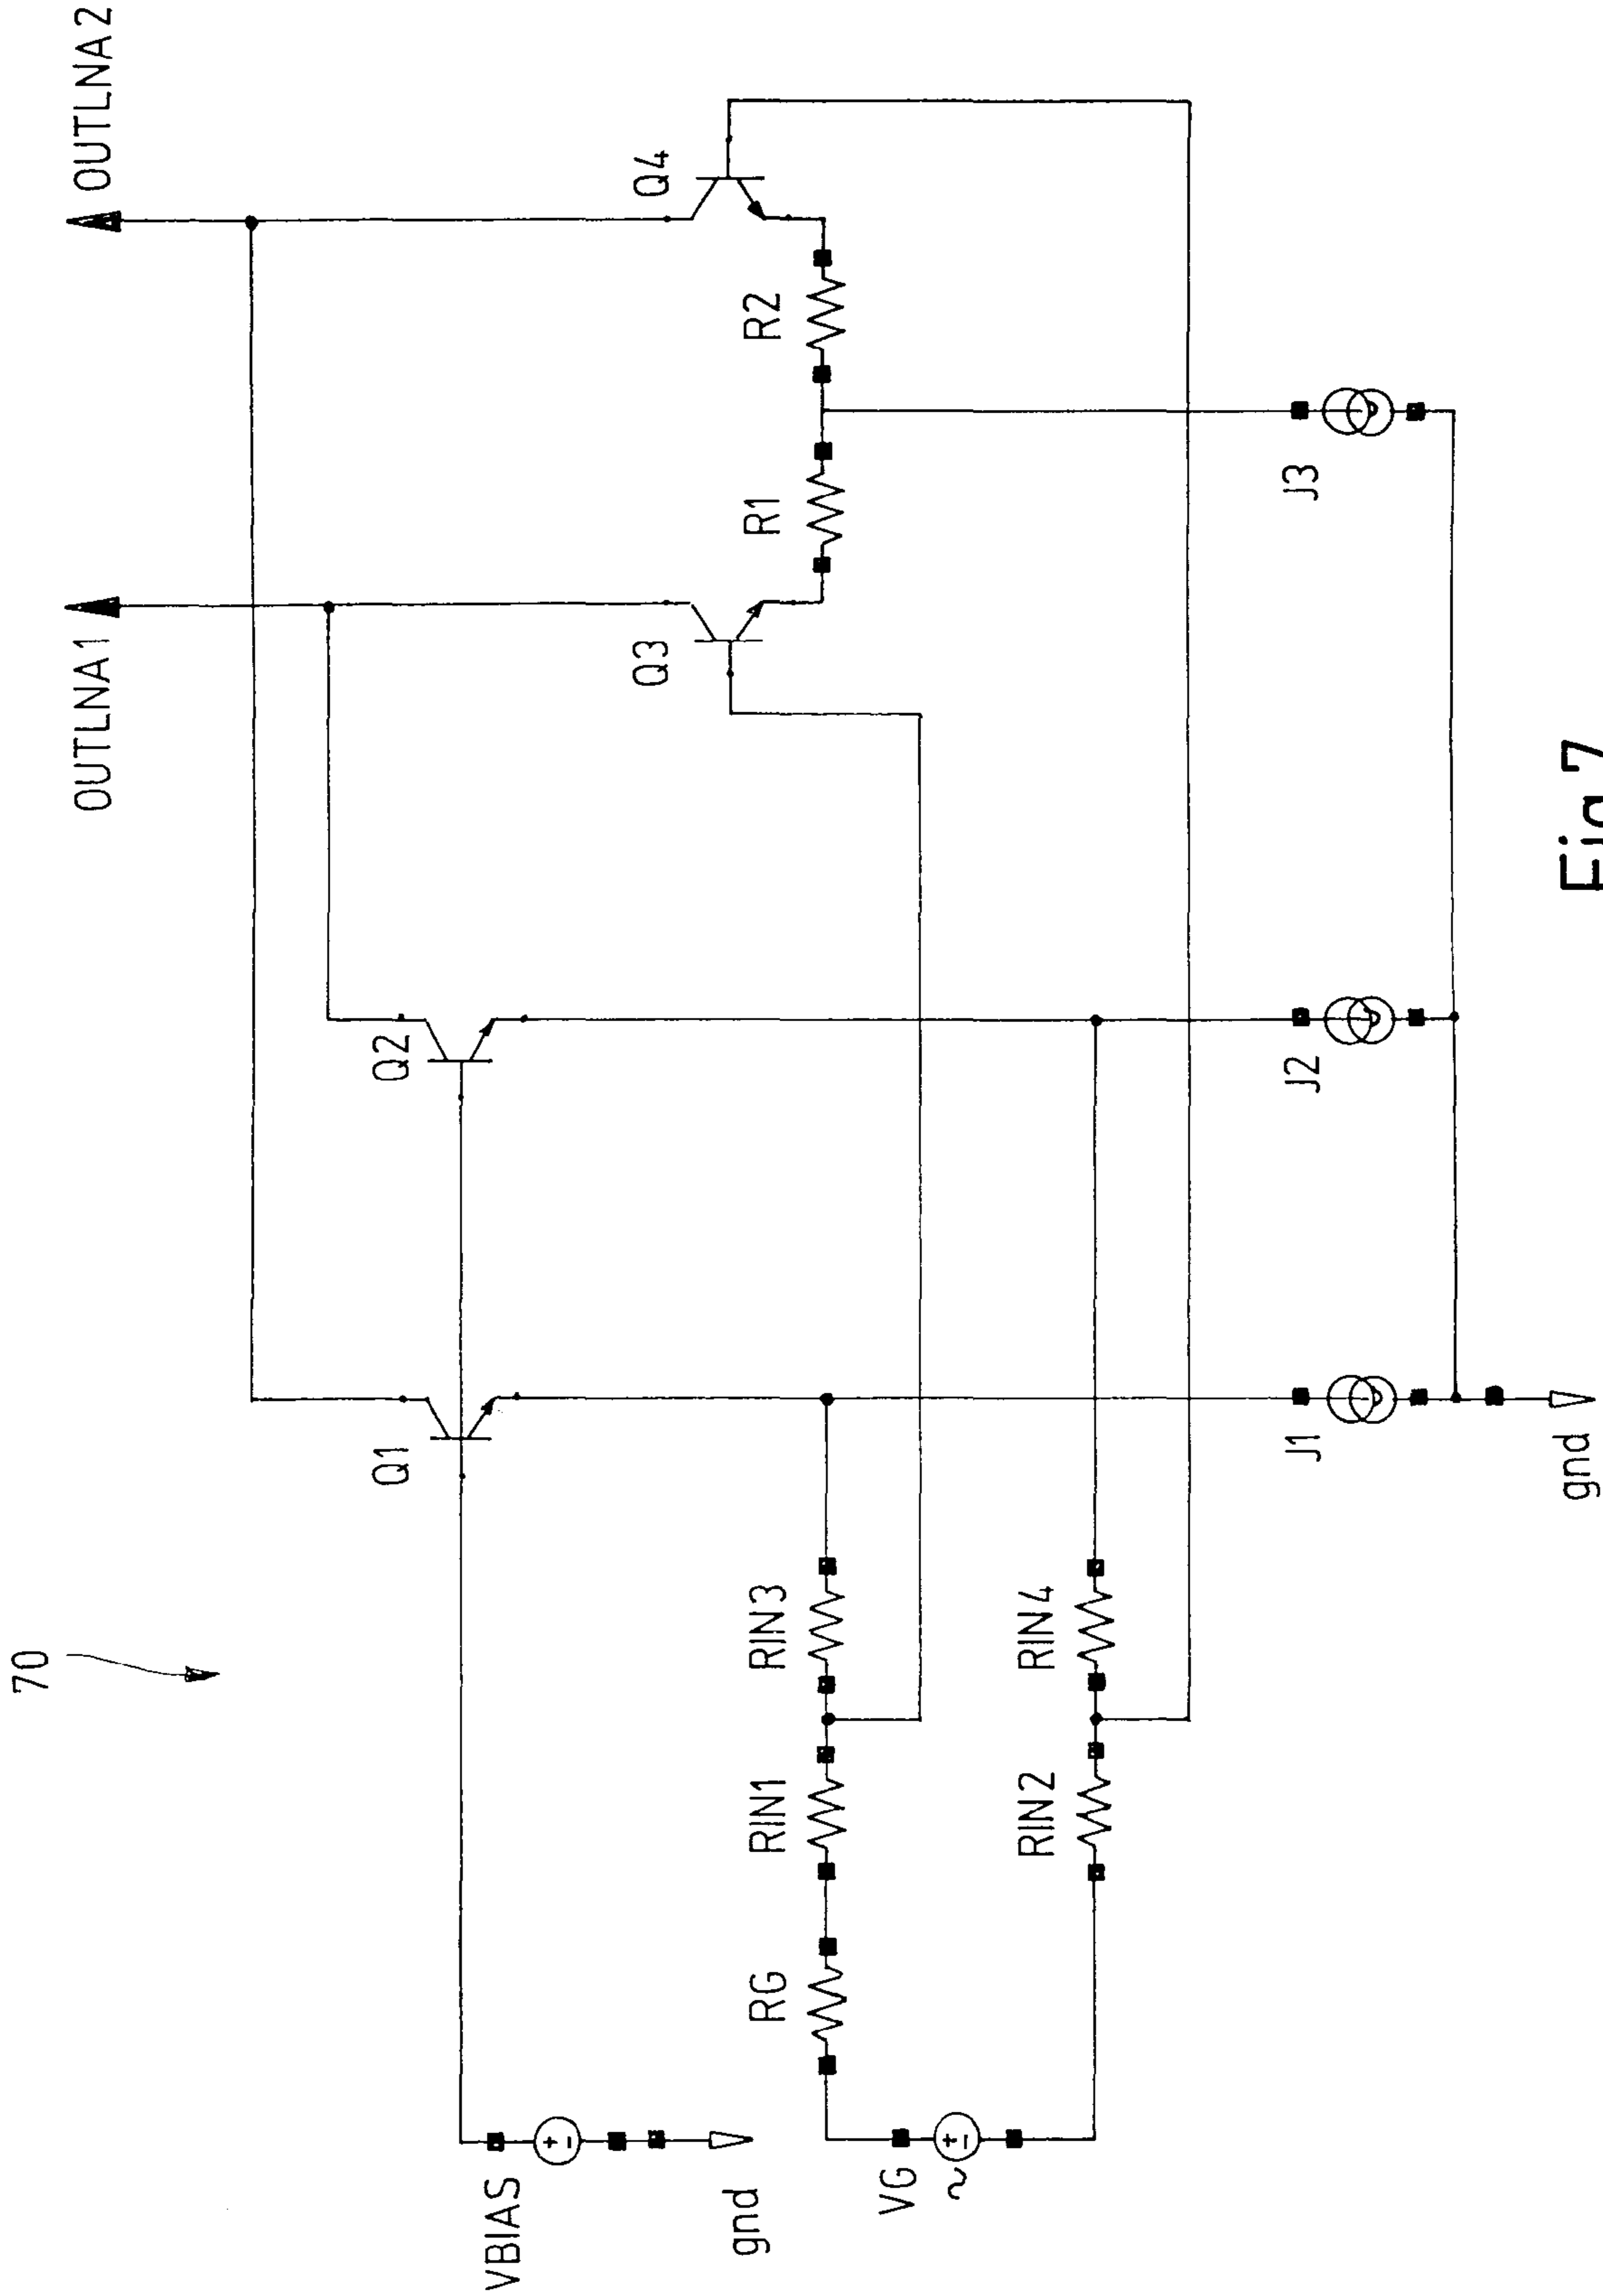 70
OUTLNA1
OUTLNA2
Q1
Q2
Q3
Q4
VBIAS
gnd
RG
RIN1
RIN3
R1
R2
VG
~
RIN2
RIN4
J1
J2
J3
gnd
Fig.7